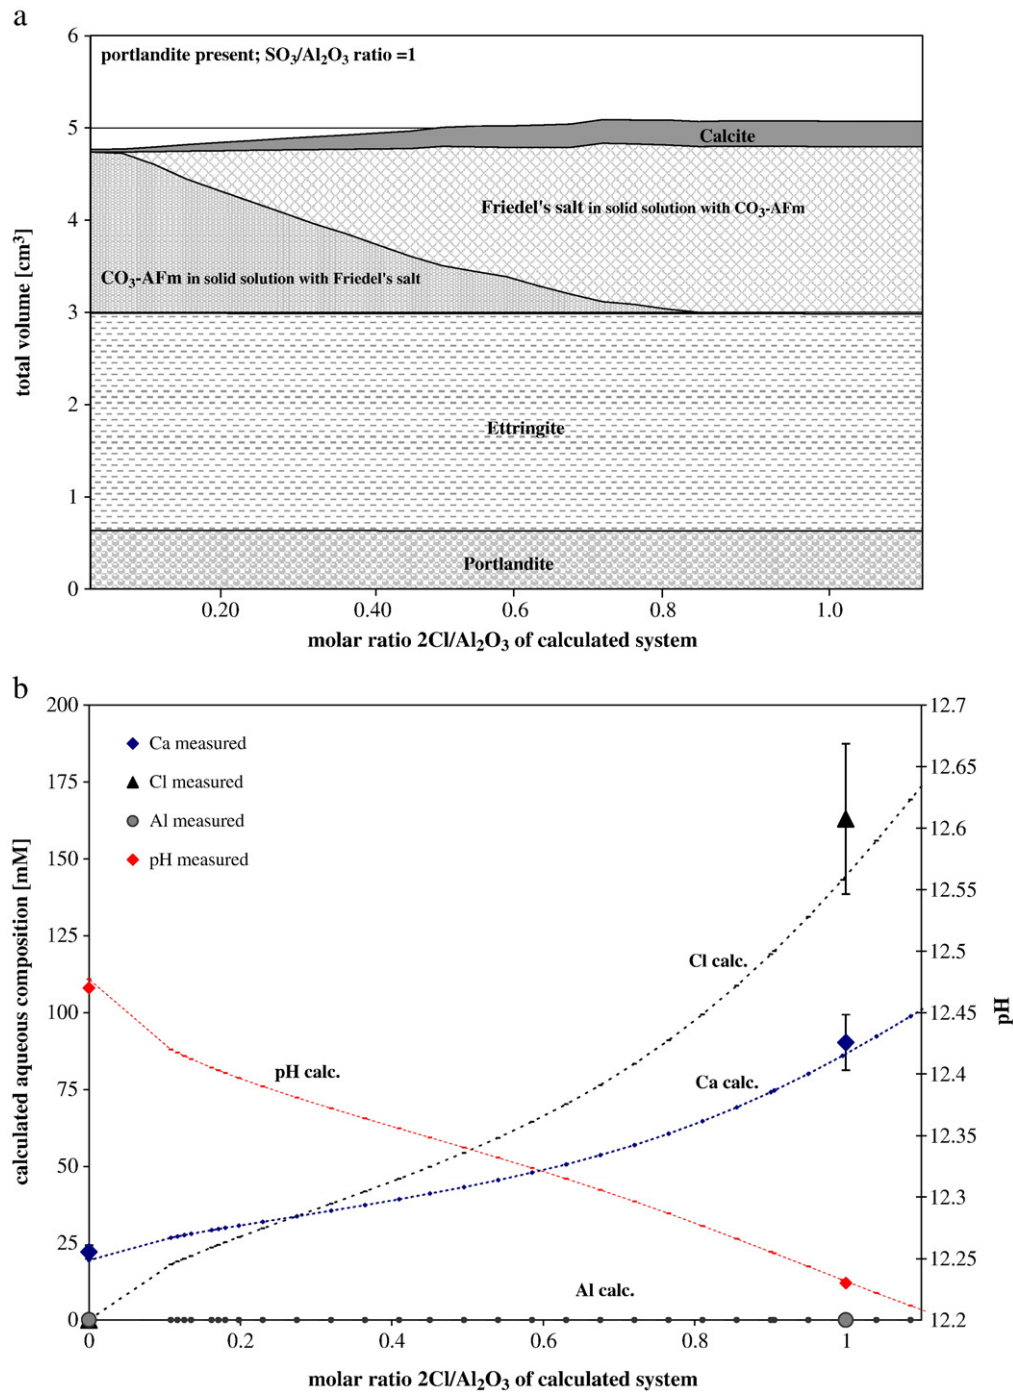 a
6
portlandite present; SO₃/Al₂O₃ ratio =1
5
Calcite
4
Friedel's salt in solid solution with CO₃-AFm
CO₃-AFm in solid solution with Friedel's salt
3
total volume [cm³]
2
Ettringite
1
Portlandite
0
0.20 0.40 0.6 0.8 1.0
molar ratio 2Cl/Al₂O₃ of calculated system
b
200 12.7
Ca measured
175 12.65
Cl measured
Al measured
150 12.6
pH measured
125 12.55
calculated aqueous composition [mM]
Cl calc.
12.5
100 12.45
pH
pH calc.
Ca calc.
75 12.4
12.35
50 12.3
25 12.25
Al calc.
0 12.2
0 0.2 0.4 0.6 0.8 1
molar ratio 2Cl/Al₂O₃ of calculated system